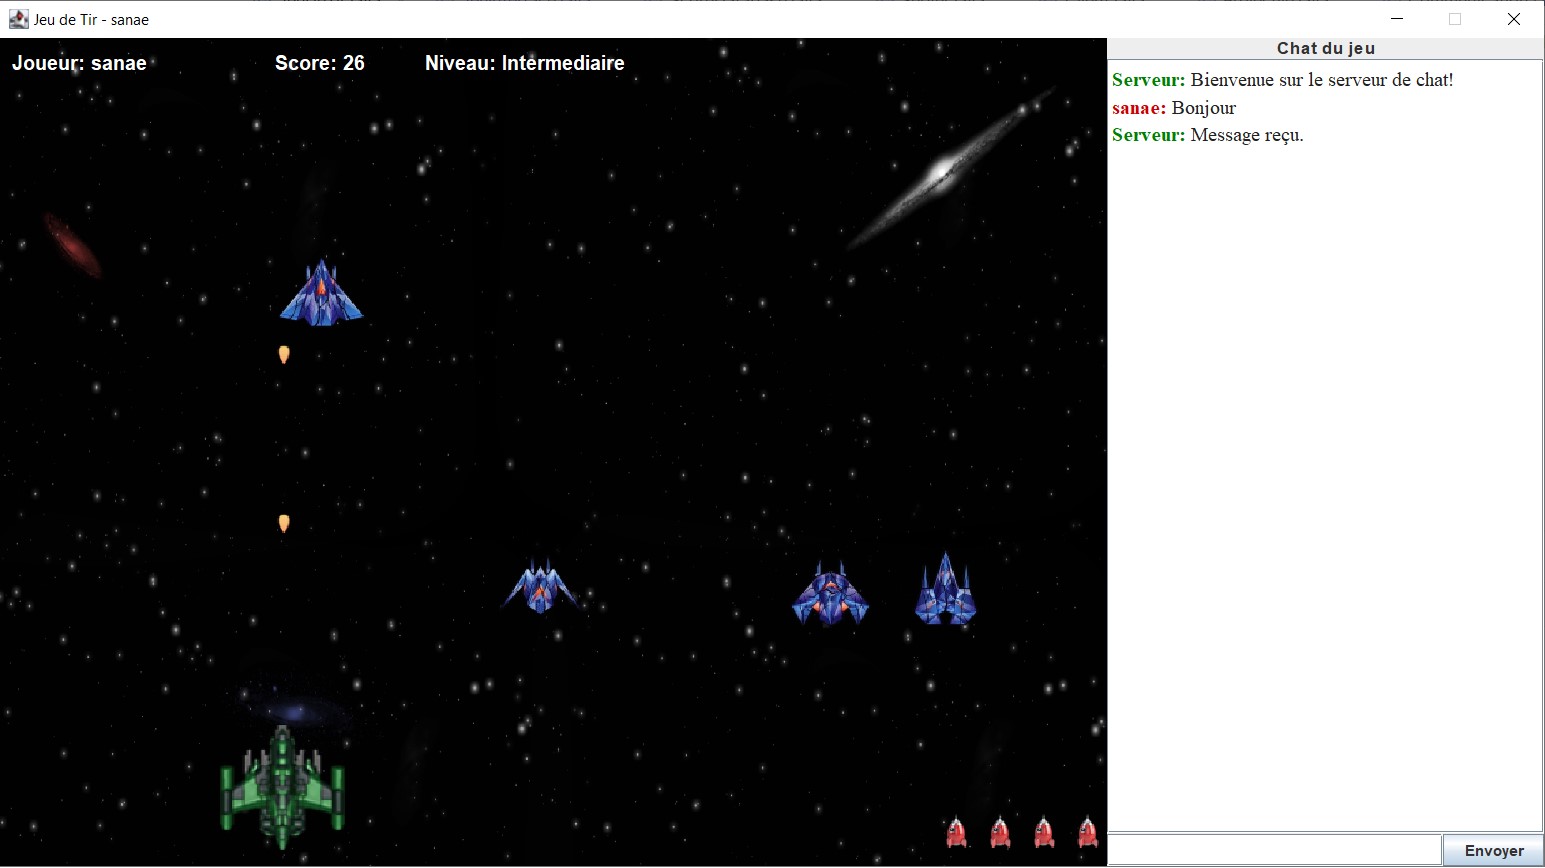 Jeu de Tir - sanae
Joueur: sanae Score: 26 Niveau: Intermediaire
Chat du jeu
Serveur: Bienvenue sur le serveur de chat!
sanae: Bonjour
Serveur: Message reçu.
Envoyer